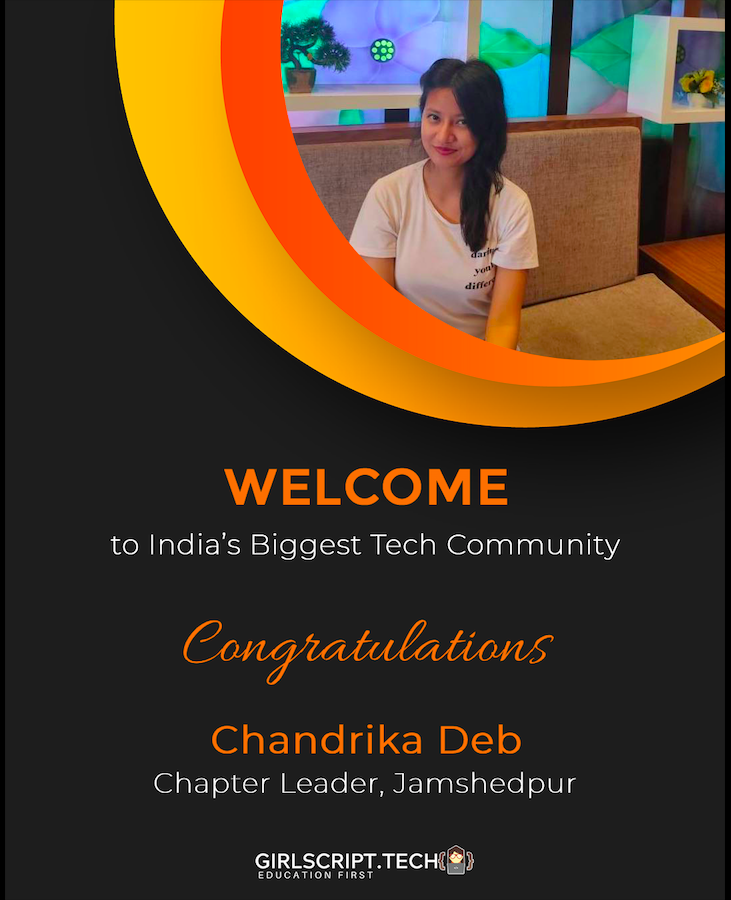 WELCOME
to India's Biggest Tech Community
Congratulations
Chandrika Deb
Chapter Leader, Jamshedpur
GIRLSCRIPT.TECH
EDUCATION FIRST